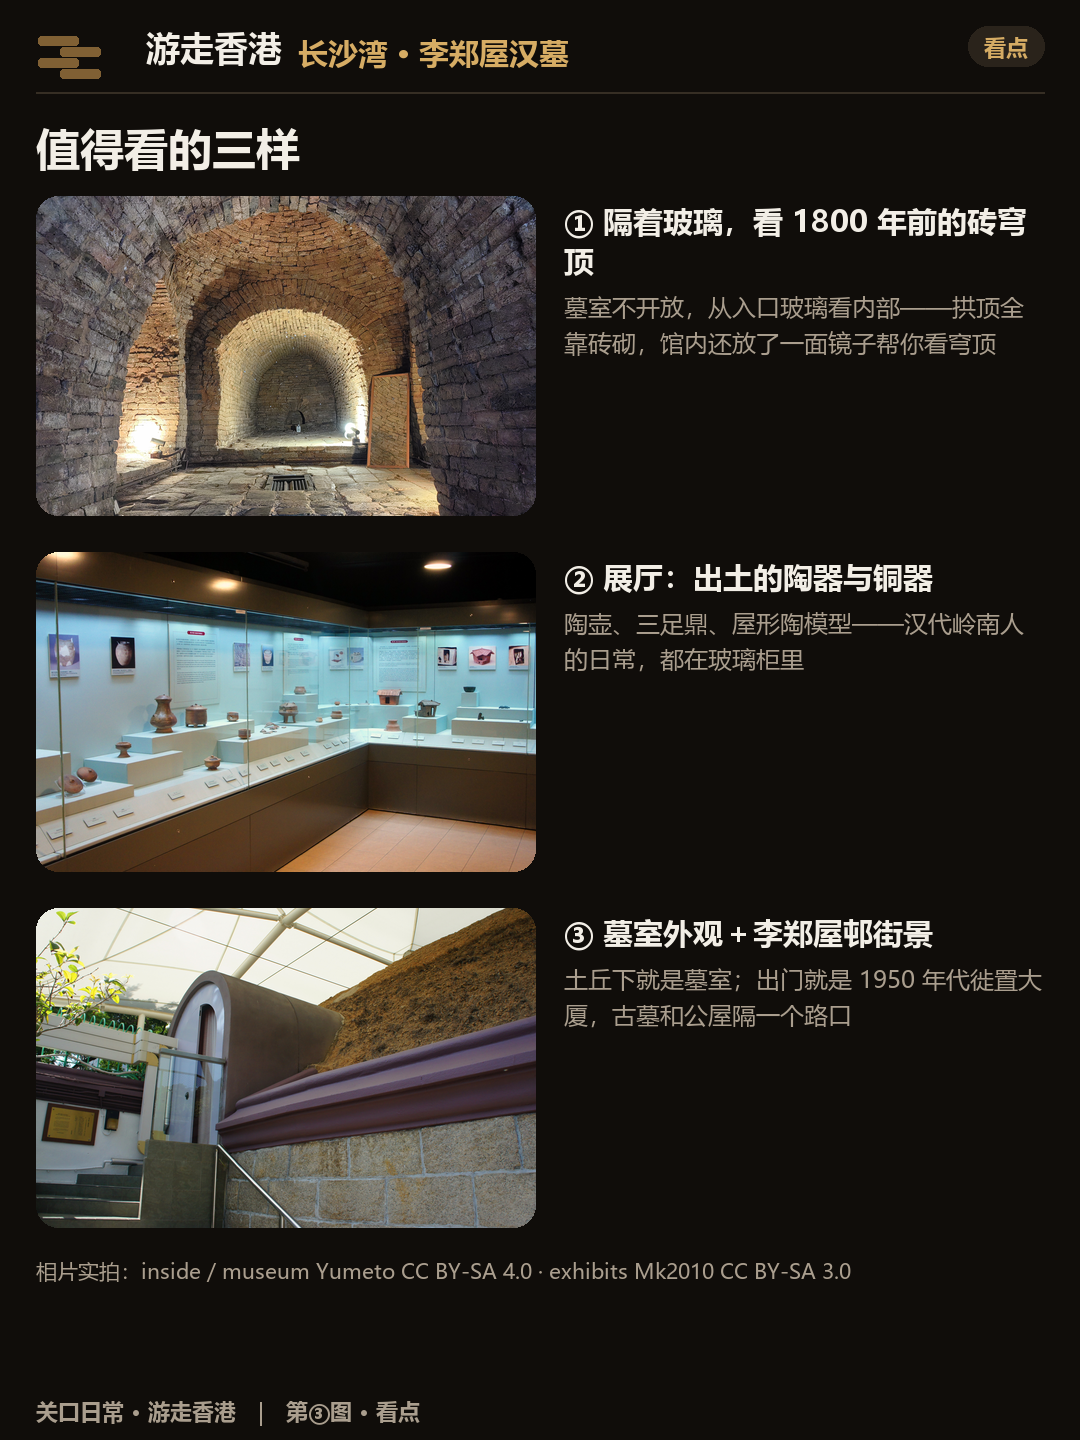 游走香港 长沙湾·李郑屋汉墓
看点
值得看的三样
① 隔着玻璃，看 1800 年前的砖穹
顶
墓室不开放，从入口玻璃看内部——拱顶全
靠砖砌，馆内还放了一面镜子帮你看穹顶
② 展厅：出土的陶器与铜器
陶壶、三足鼎、屋形陶模型——汉代岭南人
的日常，都在玻璃柜里
③ 墓室外观＋李郑屋邨街景
土丘下就是墓室；出门就是 1950 年代徙置大
厦，古墓和公屋隔一个路口
相片实拍：inside / museum Yumeto CC BY-SA 4.0 · exhibits Mk2010 CC BY-SA 3.0
关口日常·游走香港 ｜ 第③图·看点